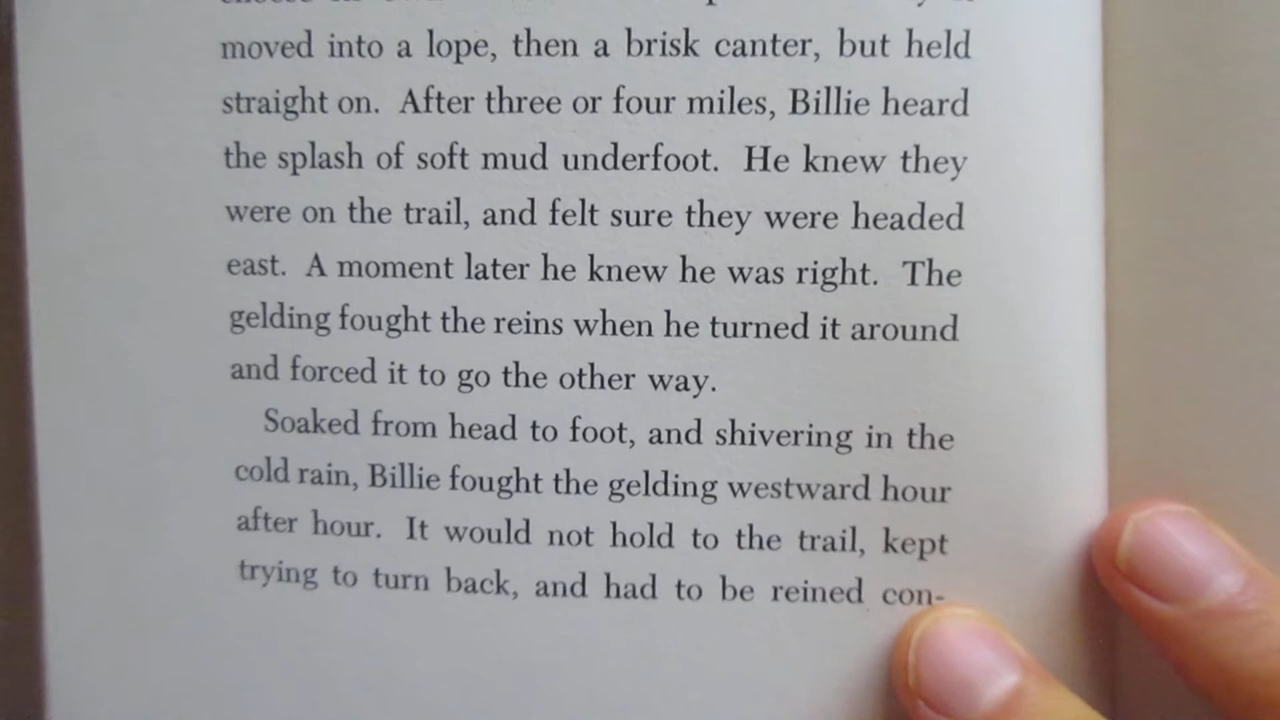 moved into a lope, then a brisk canter, but held
straight on. After three or four miles, Billie heard
the splash of soft mud underfoot. He knew they
were on the trail, and felt sure they were headed
east. A moment later he knew he was right. The
gelding fought the reins when he turned it around
and forced it to go the other way.
Soaked from head to foot, and shivering in the
cold rain, Billie fought the gelding westward hour
after hour. It would not hold to the trail, kept
trying to turn back, and had to be reined con-